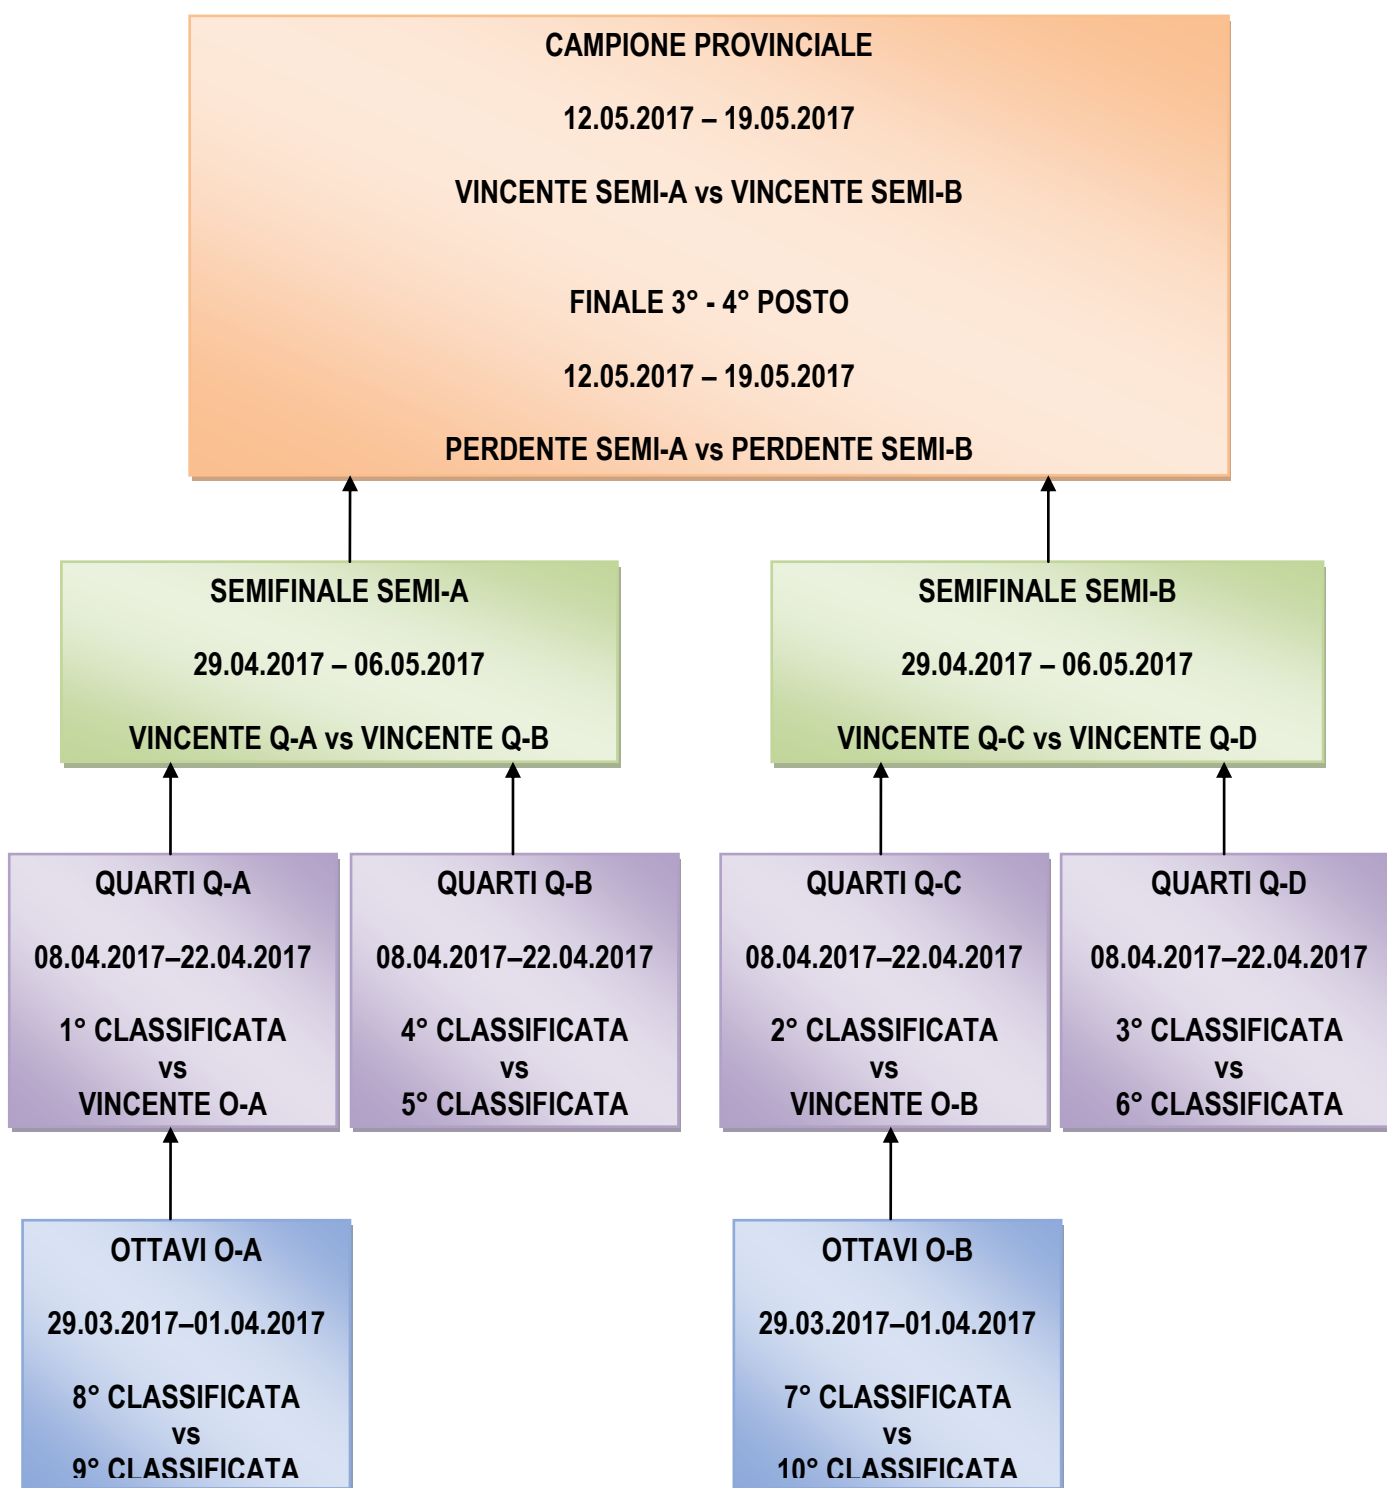 CAMPIONE PROVINCIALE
12.05.2017 – 19.05.2017
VINCENTE SEMI-A vs VINCENTE SEMI-B
FINALE 3° - 4° POSTO
12.05.2017 – 19.05.2017
PERDENTE SEMI-A vs PERDENTE SEMI-B
SEMIFINALE SEMI-A
29.04.2017 – 06.05.2017
VINCENTE Q-A vs VINCENTE Q-B
SEMIFINALE SEMI-B
29.04.2017 – 06.05.2017
VINCENTE Q-C vs VINCENTE Q-D
QUARTI Q-A
08.04.2017–22.04.2017
1° CLASSIFICATA
vs
VINCENTE O-A
QUARTI Q-B
08.04.2017–22.04.2017
4° CLASSIFICATA
vs
5° CLASSIFICATA
QUARTI Q-C
08.04.2017–22.04.2017
2° CLASSIFICATA
vs
VINCENTE O-B
QUARTI Q-D
08.04.2017–22.04.2017
3° CLASSIFICATA
vs
6° CLASSIFICATA
OTTAVI O-A
29.03.2017–01.04.2017
8° CLASSIFICATA
vs
9° CLASSIFICATA
OTTAVI O-B
29.03.2017–01.04.2017
7° CLASSIFICATA
vs
10° CLASSIFICATA